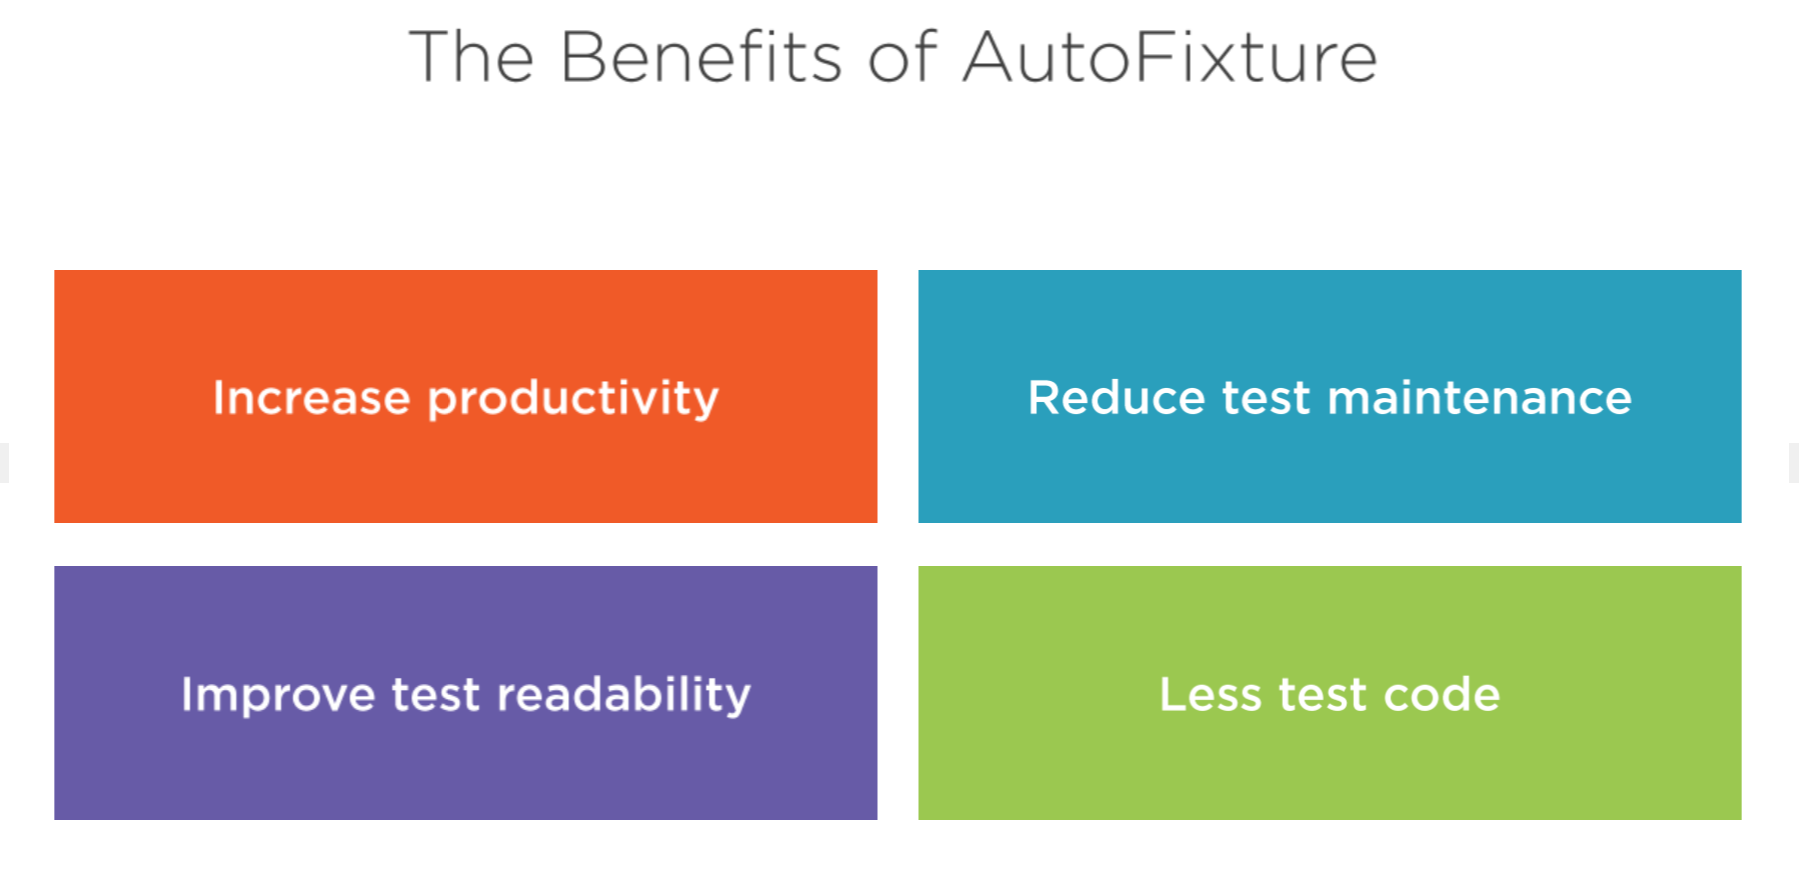 The Benefits of AutoFixture
Increase productivity
Reduce test maintenance
Improve test readability
Less test code